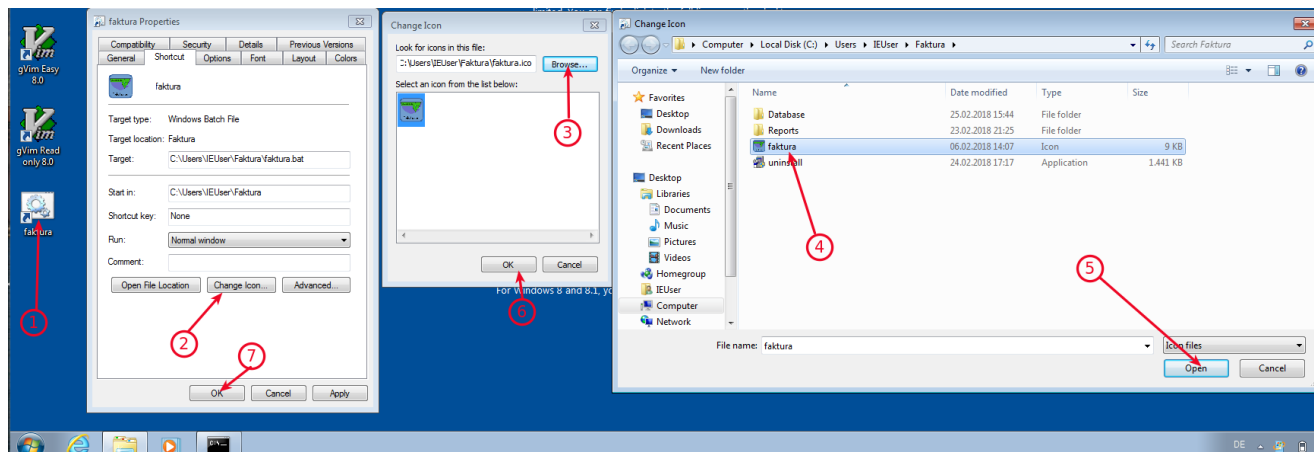 gVim Easy
8.0
gVim Read
only 8.0
faktura
1
faktura Properties
Compatibility Security Details Previous Versions
General Shortcut Options Font Layout Colors
faktura
Target type: Windows Batch File
Target location: Faktura
Target: C:\Users\IEUser\Faktura\faktura.bat
Start in: C:\Users\IEUser\Faktura
Shortcut key: None
Run: Normal window
Comment:
Open File Location Change Icon... Advanced...
2
7
OK Cancel Apply
Change Icon
Look for icons in this file:
C:\Users\IEUser\Faktura\faktura.ico Browse...
Select an icon from the list below:
3
OK Cancel
For Windows 8 and 8.1, yo
6
Change Icon
Computer Local Disk (C:) Users IEUser Faktura
Search Faktura
Organize New folder
Favorites
Desktop
Downloads
Recent Places
Desktop
Libraries
Documents
Music
Pictures
Videos
Homegroup
IEUser
Computer
Network
Name Date modified Type Size
Database 25.02.2018 15:44 File folder
Reports 23.02.2018 21:25 File folder
faktura 06.02.2018 14:07 Icon 9 KB
uninstall 24.02.2018 17:17 Application 1.441 KB
4
5
File name: faktura Icon files
Open Cancel
DE